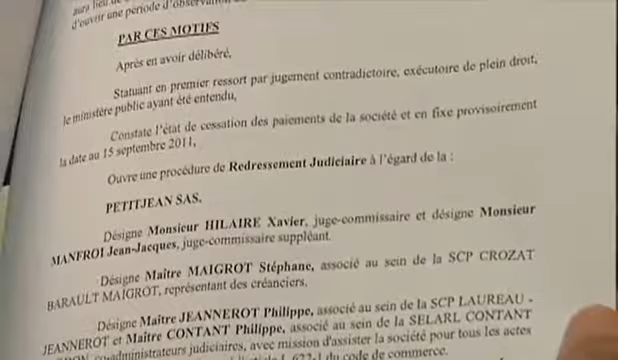 aura lieu de
d'ouvrir une période d'observation
PAR CES MOTIFS
Après en avoir délibéré,
Statuant en premier ressort par jugement contradictoire, exécutoire de plein droit,
le ministère public ayant été entendu,
Constate l'état de cessation des paiements de la société et en fixe provisoirement
la date au 15 septembre 2011,
Ouvre une procédure de Redressement Judiciaire à l'égard de la :
PETITJEAN SAS.
Désigne Monsieur HILAIRE Xavier, juge-commissaire et désigne Monsieur
MANFROI Jean-Jacques, juge-commissaire suppléant.
Désigne Maître MAIGROT Stéphane, associé au sein de la SCP CROZAT
BARAULT MAIGROT, représentant des créanciers.
Désigne Maître JEANNEROT Philippe, associé au sein de la SCP LAUREAU -
JEANNEROT et Maître CONTANT Philippe, associé au sein de la SELARL CONTANT
co-administrateurs judiciaires, avec mission d'assister la société pour tous les actes
L 622-1 du code de commerce.